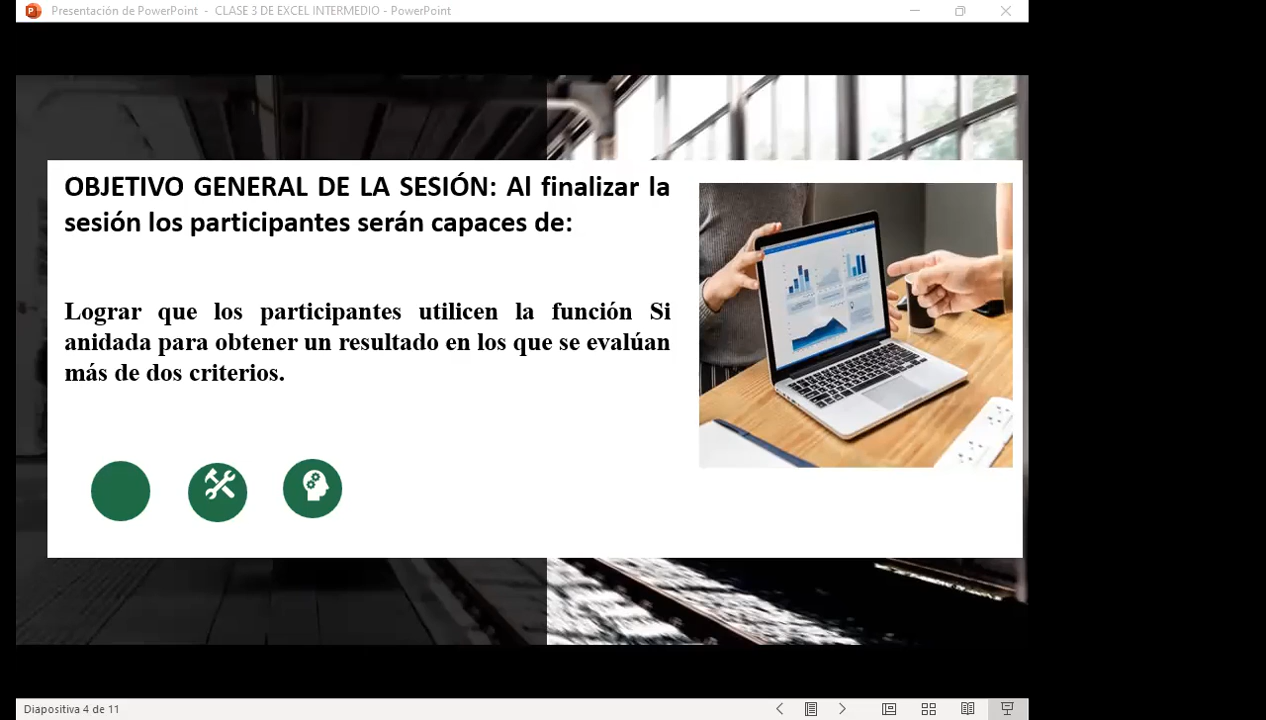 Presentación de PowerPoint - CLASE 3 DE EXCEL INTERMEDIO - PowerPoint
OBJETIVO GENERAL DE LA SESIÓN: Al finalizar la
sesión los participantes serán capaces de:
Lograr que los participantes utilicen la función Si
anidada para obtener un resultado en los que se evalúan
más de dos criterios.
Diapositiva 4 de 11